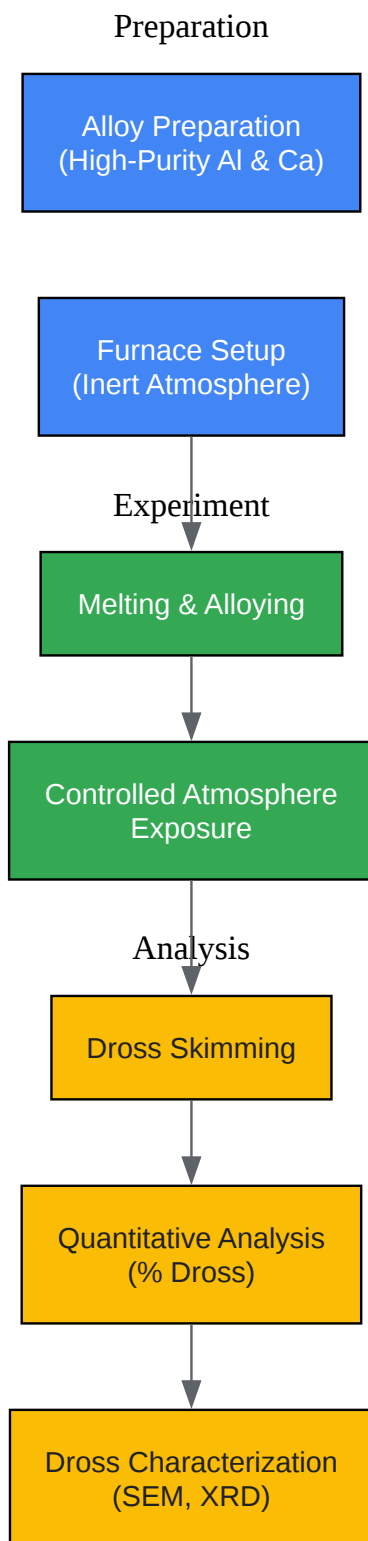 Preparation
Alloy Preparation
(High-Purity Al & Ca)
Furnace Setup
(Inert Atmosphere)
Experiment
Melting & Alloying
Controlled Atmosphere
Exposure
Analysis
Dross Skimming
Quantitative Analysis
(% Dross)
Dross Characterization
(SEM, XRD)